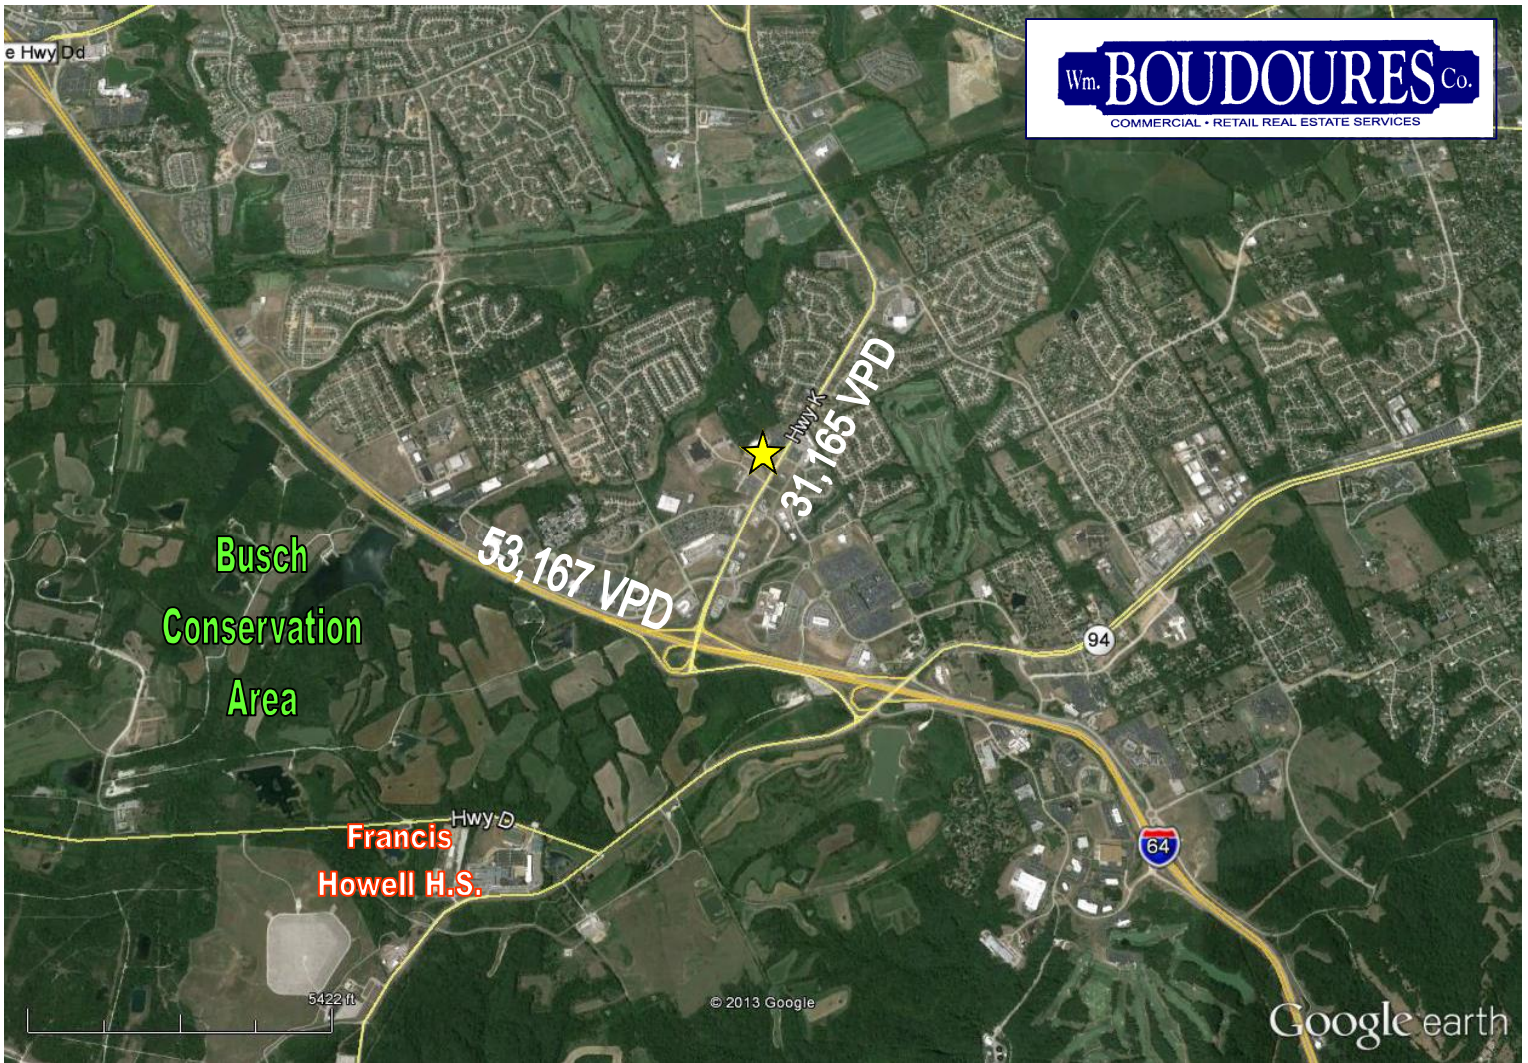 e Hwy Dd
Wm. BOUDOURES Co.
COMMERCIAL • RETAIL REAL ESTATE SERVICES
Hwy K
31,165 VPD
53,167 VPD
Busch
Conservation
Area
94
Hwy D
Francis
Howell H.S.
64
5422 ft
© 2013 Google
Google earth